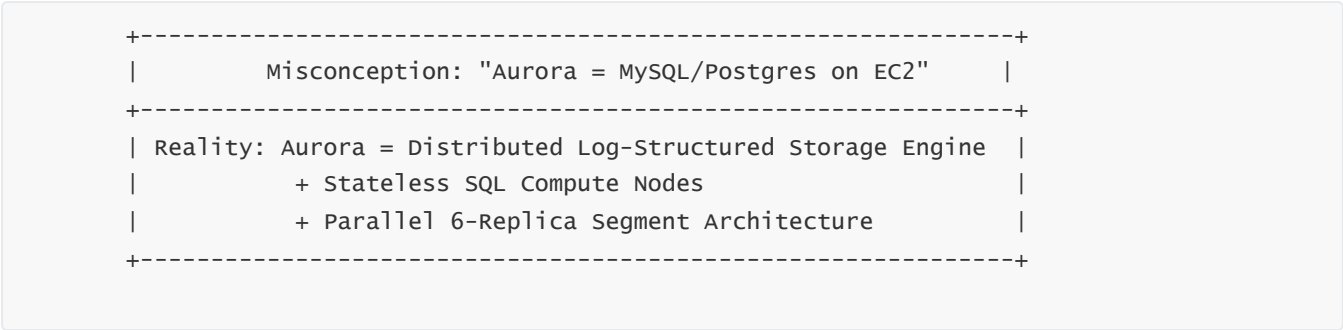 +-------------------------------------------------------------+
|         Misconception: "Aurora = MySQL/Postgres on EC2"     |
+-------------------------------------------------------------+
| Reality: Aurora = Distributed Log-Structured Storage Engine  |
|           + Stateless SQL Compute Nodes                      |
|           + Parallel 6-Replica Segment Architecture          |
+-------------------------------------------------------------+